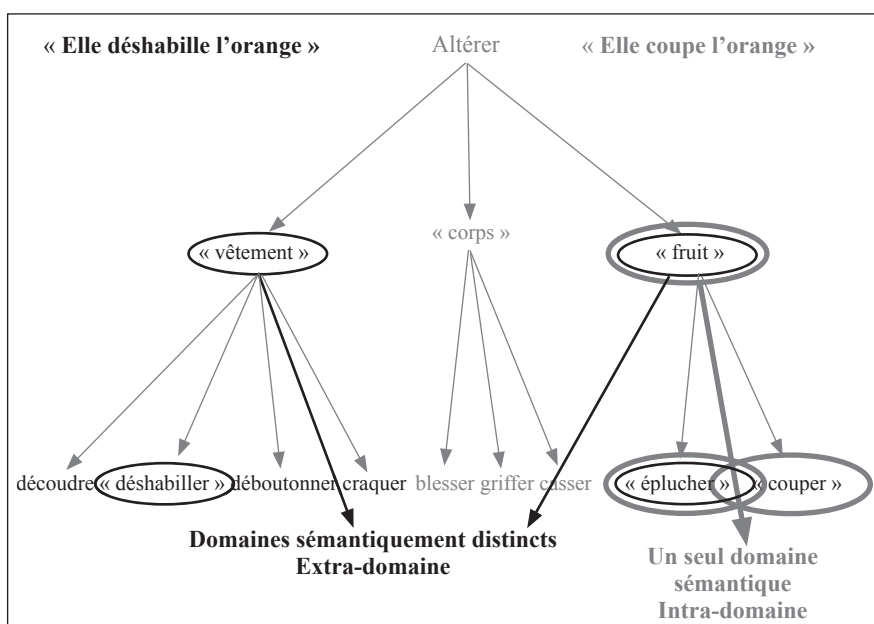 « Elle déshabille l'orange » Altérer « Elle coupe l'orange »
« corps »
« vêtement » « fruit »
découdre « déshabiller » déboutonner craquer blesser griffer casser « éplucher » « couper »
Domaines sémantiquement distincts
Extra-domaine
Un seul domaine
sémantique
Intra-domaine